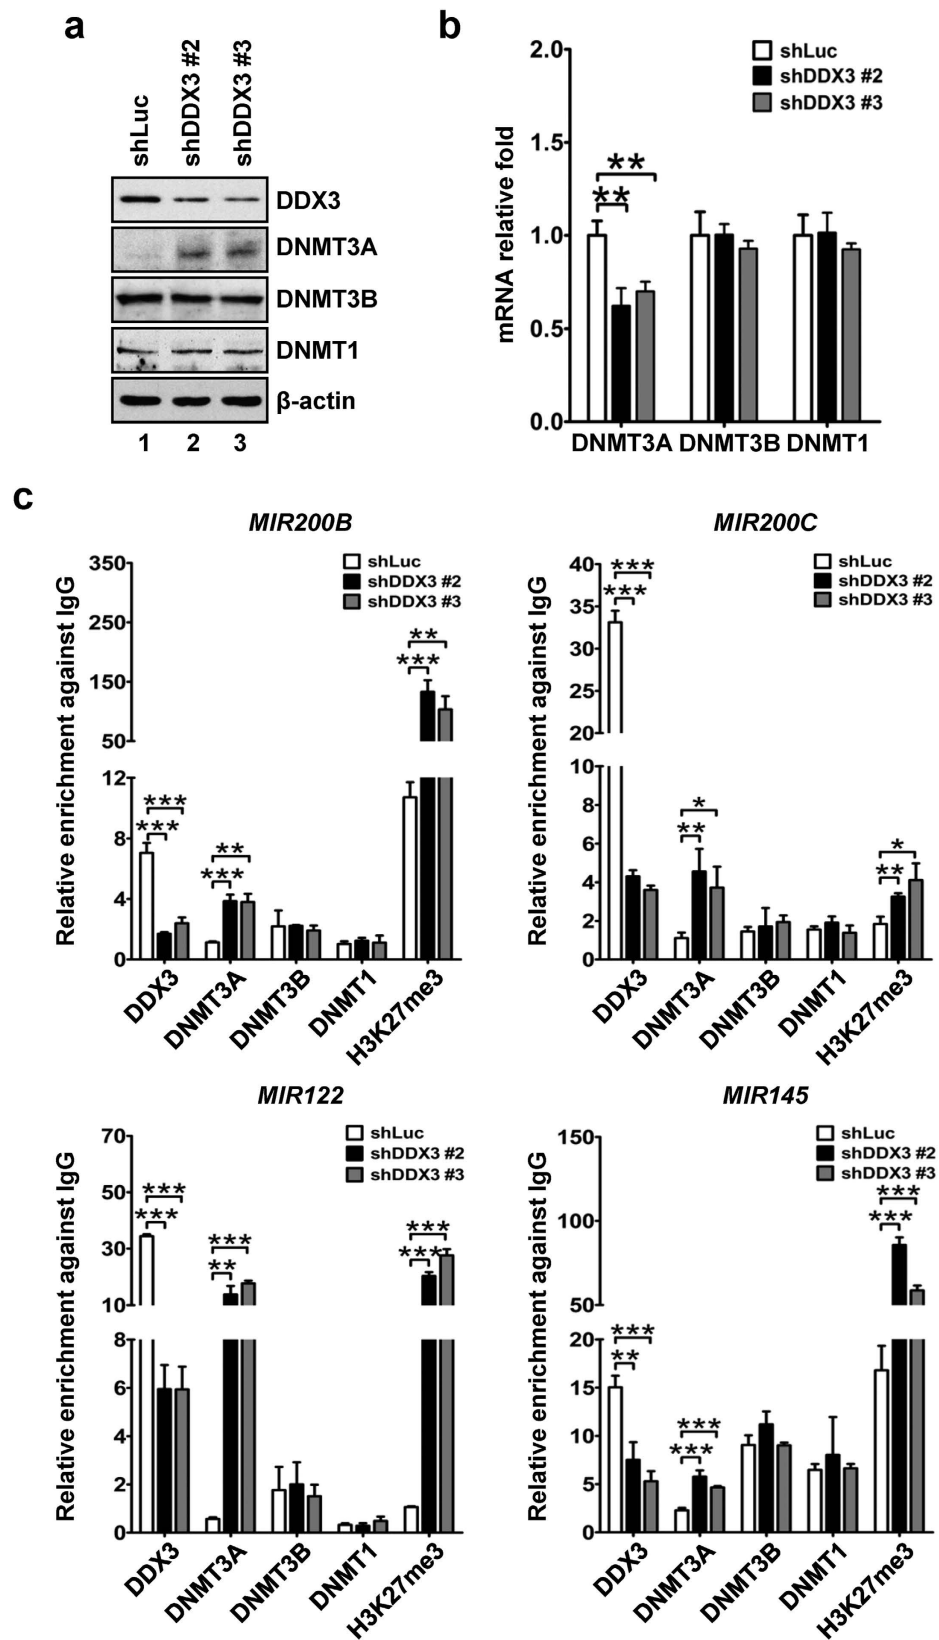 a
shLuc
shDDX3 #2
shDDX3 #3
DDX3
DNMT3A
DNMT3B
DNMT1
β-actin
1 2 3
b
mRNA relative fold
2.0
1.5
1.0
0.5
0.0
shLuc
shDDX3 #2
shDDX3 #3
**
**
DNMT3A DNMT3B DNMT1
c
MIR200B
Relative enrichment against IgG
350
250
150
50
12
8
4
0
shLuc
shDDX3 #2
shDDX3 #3
***
***
**
***
**
***
DDX3
DNMT3A
DNMT3B
DNMT1
H3K27me3
MIR200C
Relative enrichment against IgG
40
35
30
25
20
10
8
6
4
2
0
shLuc
shDDX3 #2
shDDX3 #3
***
***
*
**
*
**
DDX3
DNMT3A
DNMT3B
DNMT1
H3K27me3
MIR122
Relative enrichment against IgG
70
50
30
10
8
6
4
2
0
shLuc
shDDX3 #2
shDDX3 #3
***
***
***
**
***
***
DDX3
DNMT3A
DNMT3B
DNMT1
H3K27me3
MIR145
Relative enrichment against IgG
150
100
50
20
15
10
5
0
shLuc
shDDX3 #2
shDDX3 #3
***
**
***
***
***
***
DDX3
DNMT3A
DNMT3B
DNMT1
H3K27me3